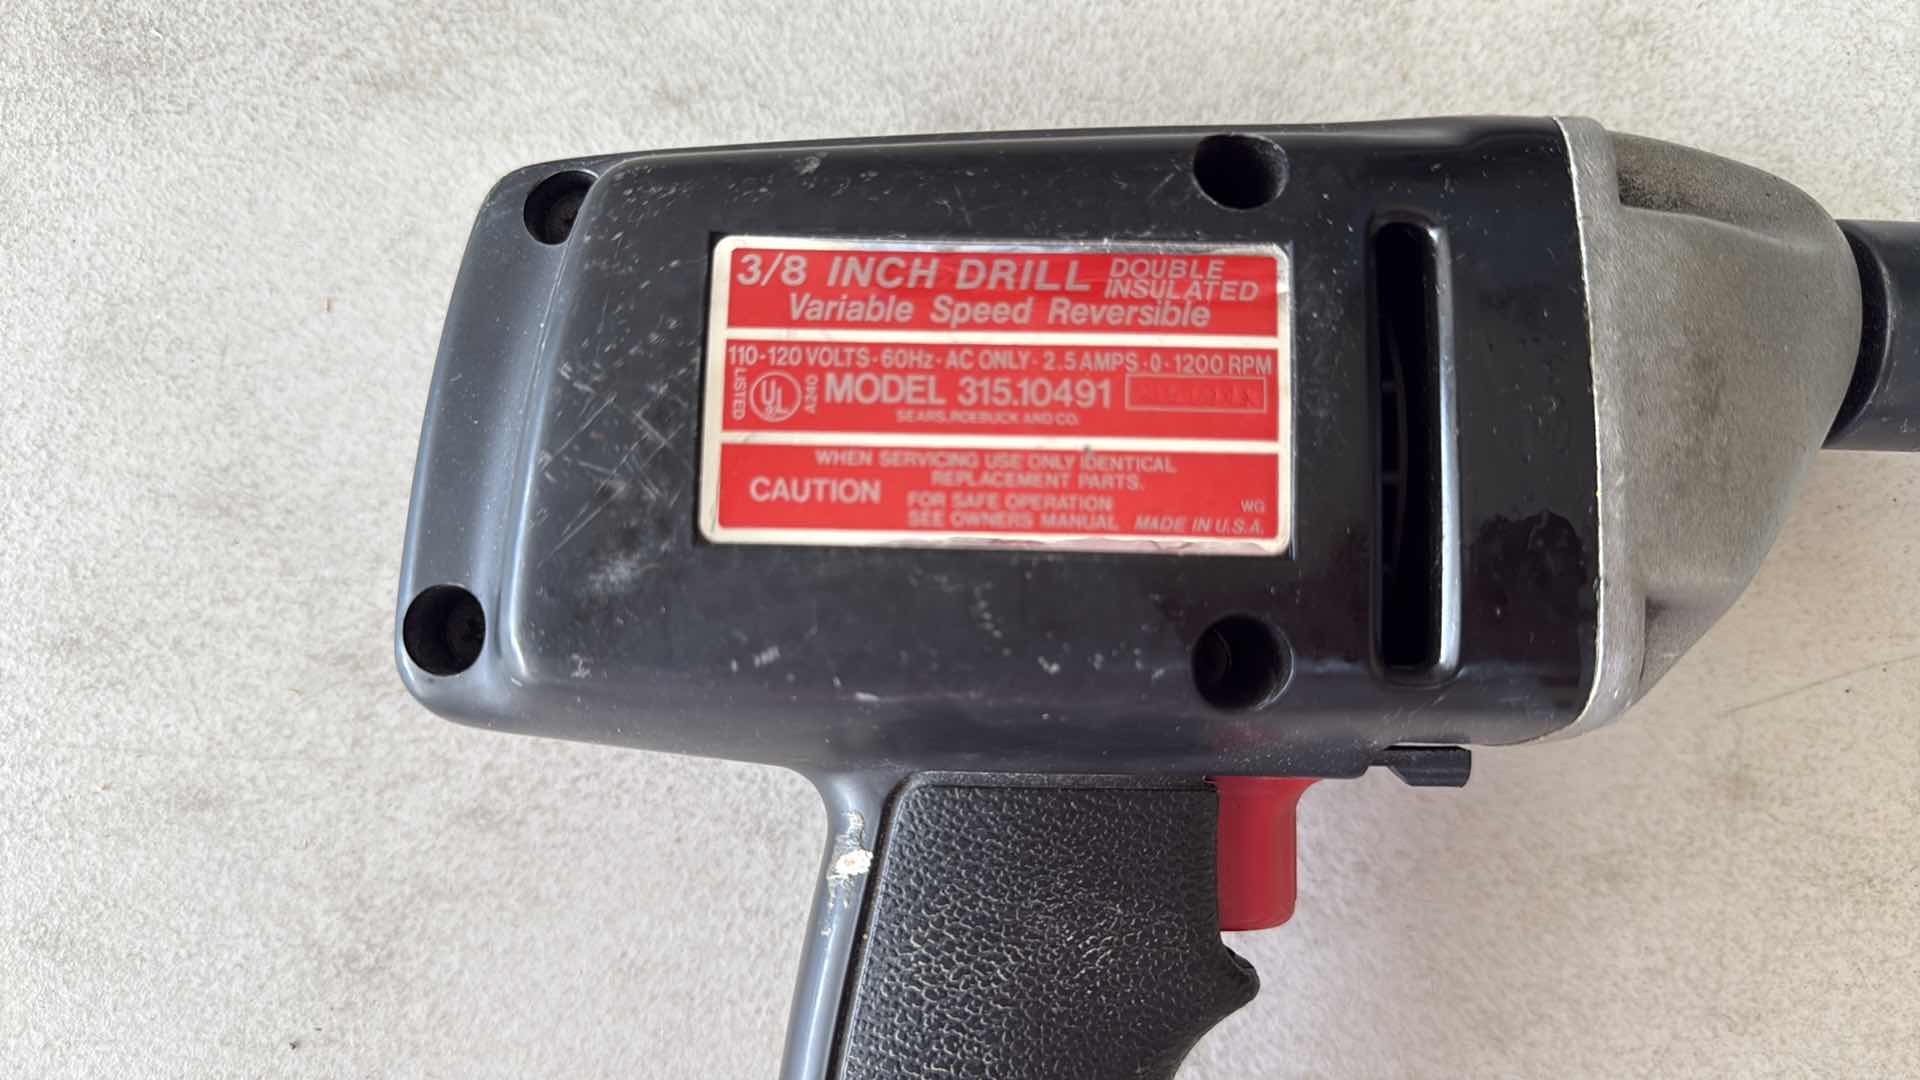 3/8 INCH DRILL DOUBLE INSULATED
Variable Speed Reversible
110-120 VOLTS · 60Hz · AC ONLY · 2.5 AMPS · 0-1200 RPM
LISTED UL A240 MODEL 315.10491
SEARS, ROEBUCK AND CO.
CAUTION
WHEN SERVICING USE ONLY IDENTICAL
REPLACEMENT PARTS.
FOR SAFE OPERATION
SEE OWNERS MANUAL
WG
MADE IN U.S.A.